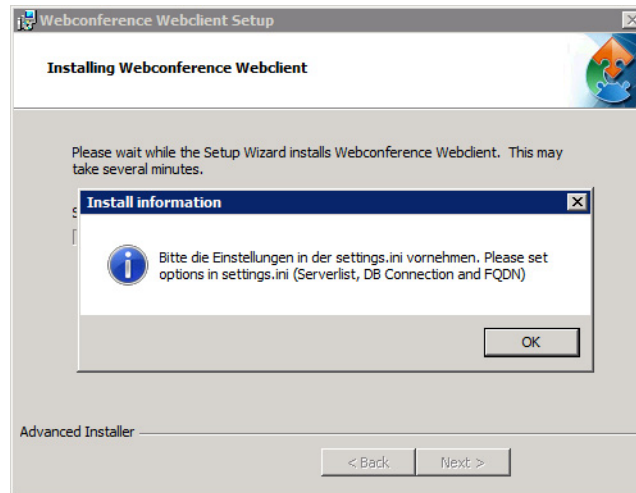 Webconference Webclient Setup
Installing Webconference Webclient
Please wait while the Setup Wizard installs Webconference Webclient. This may
take several minutes.
Install information
Bitte die Einstellungen in der settings.ini vornehmen. Please set
options in settings.ini (Serverlist, DB Connection and FQDN)
OK
Advanced Installer
< Back Next >